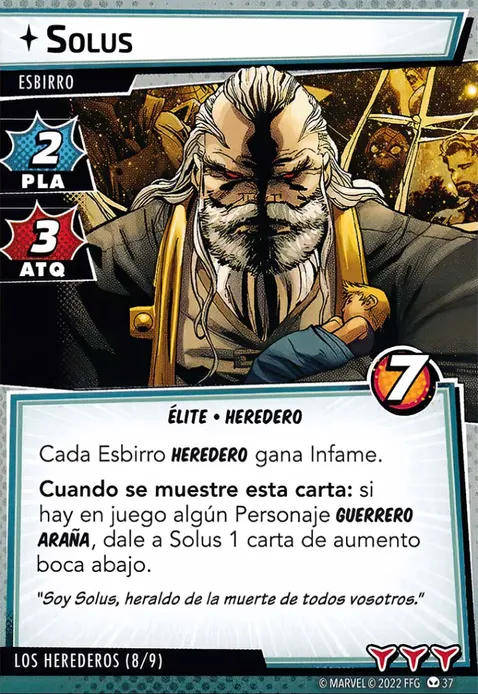 SOLUS
ESBIRRO
2
PLA
3
ATQ
7
ÉLITE • HEREDERO
Cada Esbirro HEREDERO gana Infame.
Cuando se muestre esta carta: si
hay en juego algún Personaje GUERRERO
ARAÑA, dale a Solus 1 carta de aumento
boca abajo.
"Soy Solus, heraldo de la muerte de todos vosotros."
LOS HEREDEROS (8/9)
© MARVEL © 2022 FFG 37